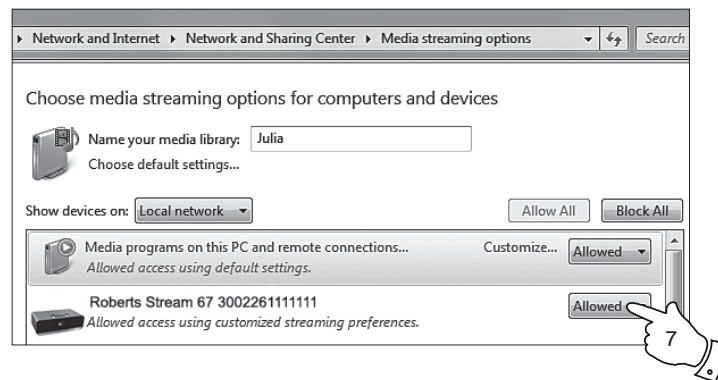 Network and Internet Network and Sharing Center Media streaming options Search
Choose media streaming options for computers and devices
Name your media library: Julia
Choose default settings...
Show devices on: Local network Allow All Block All
Media programs on this PC and remote connections... Customize... Allowed
Allowed access using default settings.
Roberts Stream 67 3002261111111 Allowed
Allowed access using customized streaming preferences.
7